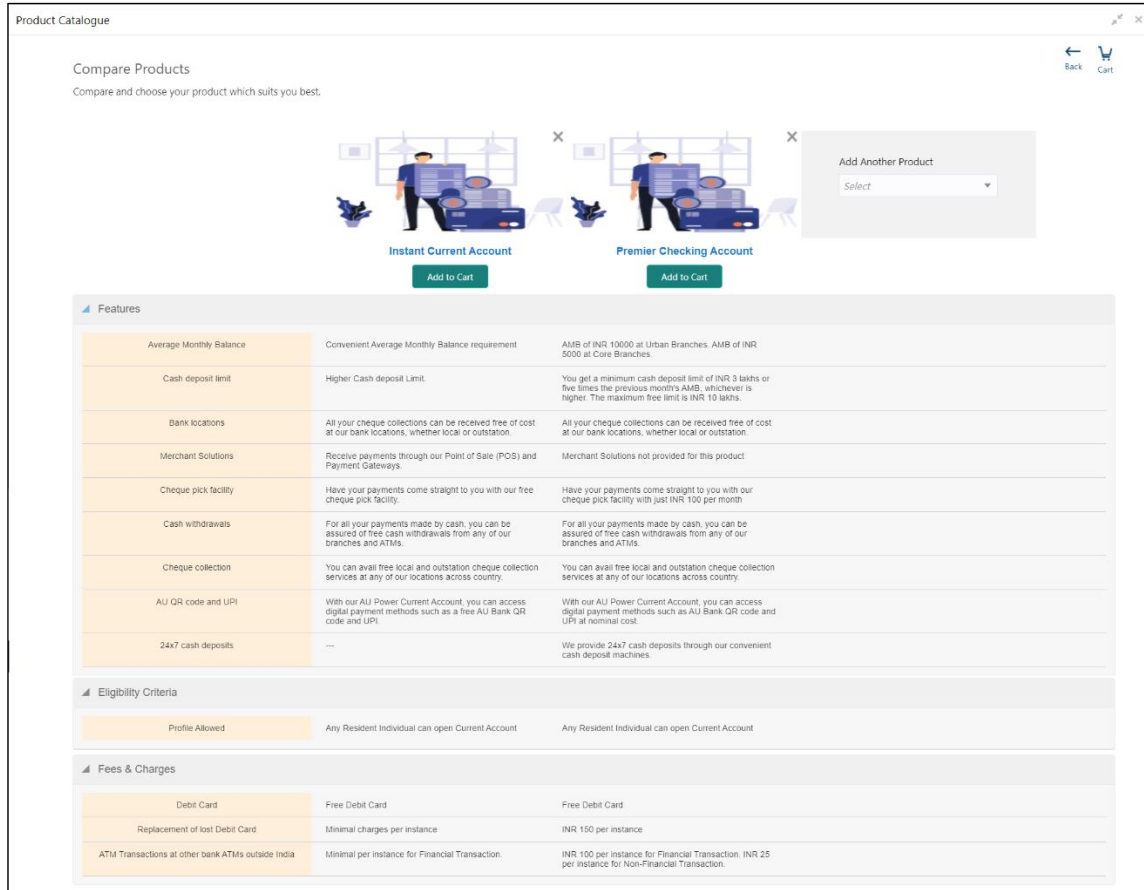 Product Catalogue
Back
Cart
Compare Products
Compare and choose your product which suits you best.
Add Another Product
Select
Instant Current Account
Premier Checking Account
Add to Cart
Add to Cart
Features
Average Monthly Balance
Convenient Average Monthly Balance requirement
AMB of INR 10000 at Urban Branches. AMB of INR
5000 at Core Branches.
Cash deposit limit
Higher Cash deposit Limit.
You get a minimum cash deposit limit of INR 3 lakhs or
five times the previous month's AMB, whichever is
higher. The maximum free limit is INR 10 lakhs.
Bank locations
All your cheque collections can be received free of cost
at our bank locations, whether local or outstation.
All your cheque collections can be received free of cost
at our bank locations, whether local or outstation.
Merchant Solutions
Receive payments through our Point of Sale (POS) and
Payment Gateways.
Merchant Solutions not provided for this product
Cheque pick facility
Have your payments come straight to you with our free
cheque pick facility.
Have your payments come straight to you with our
cheque pick facility with just INR 100 per month
Cash withdrawals
For all your payments made by cash, you can be
assured of free cash withdrawals from any of our
branches and ATMs.
For all your payments made by cash, you can be
assured of free cash withdrawals from any of our
branches and ATMs.
Cheque collection
You can avail free local and outstation cheque collection
services at any of our locations across country.
You can avail free local and outstation cheque collection
services at any of our locations across country.
AU QR code and UPI
With our AU Power Current Account, you can access
digital payment methods such as a free AU Bank QR
code and UPI.
With our AU Power Current Account, you can access
digital payment methods such as AU Bank QR code and
UPI at nominal cost.
24x7 cash deposits
---
We provide 24x7 cash deposits through our convenient
cash deposit machines.
Eligibility Criteria
Profile Allowed
Any Resident Individual can open Current Account
Any Resident Individual can open Current Account
Fees & Charges
Debit Card
Free Debit Card
Free Debit Card
Replacement of lost Debit Card
Minimal charges per instance
INR 150 per instance
ATM Transactions at other bank ATMs outside India
Minimal per instance for Financial Transaction.
INR 100 per instance for Financial Transaction. INR 25
per instance for Non-Financial Transaction.